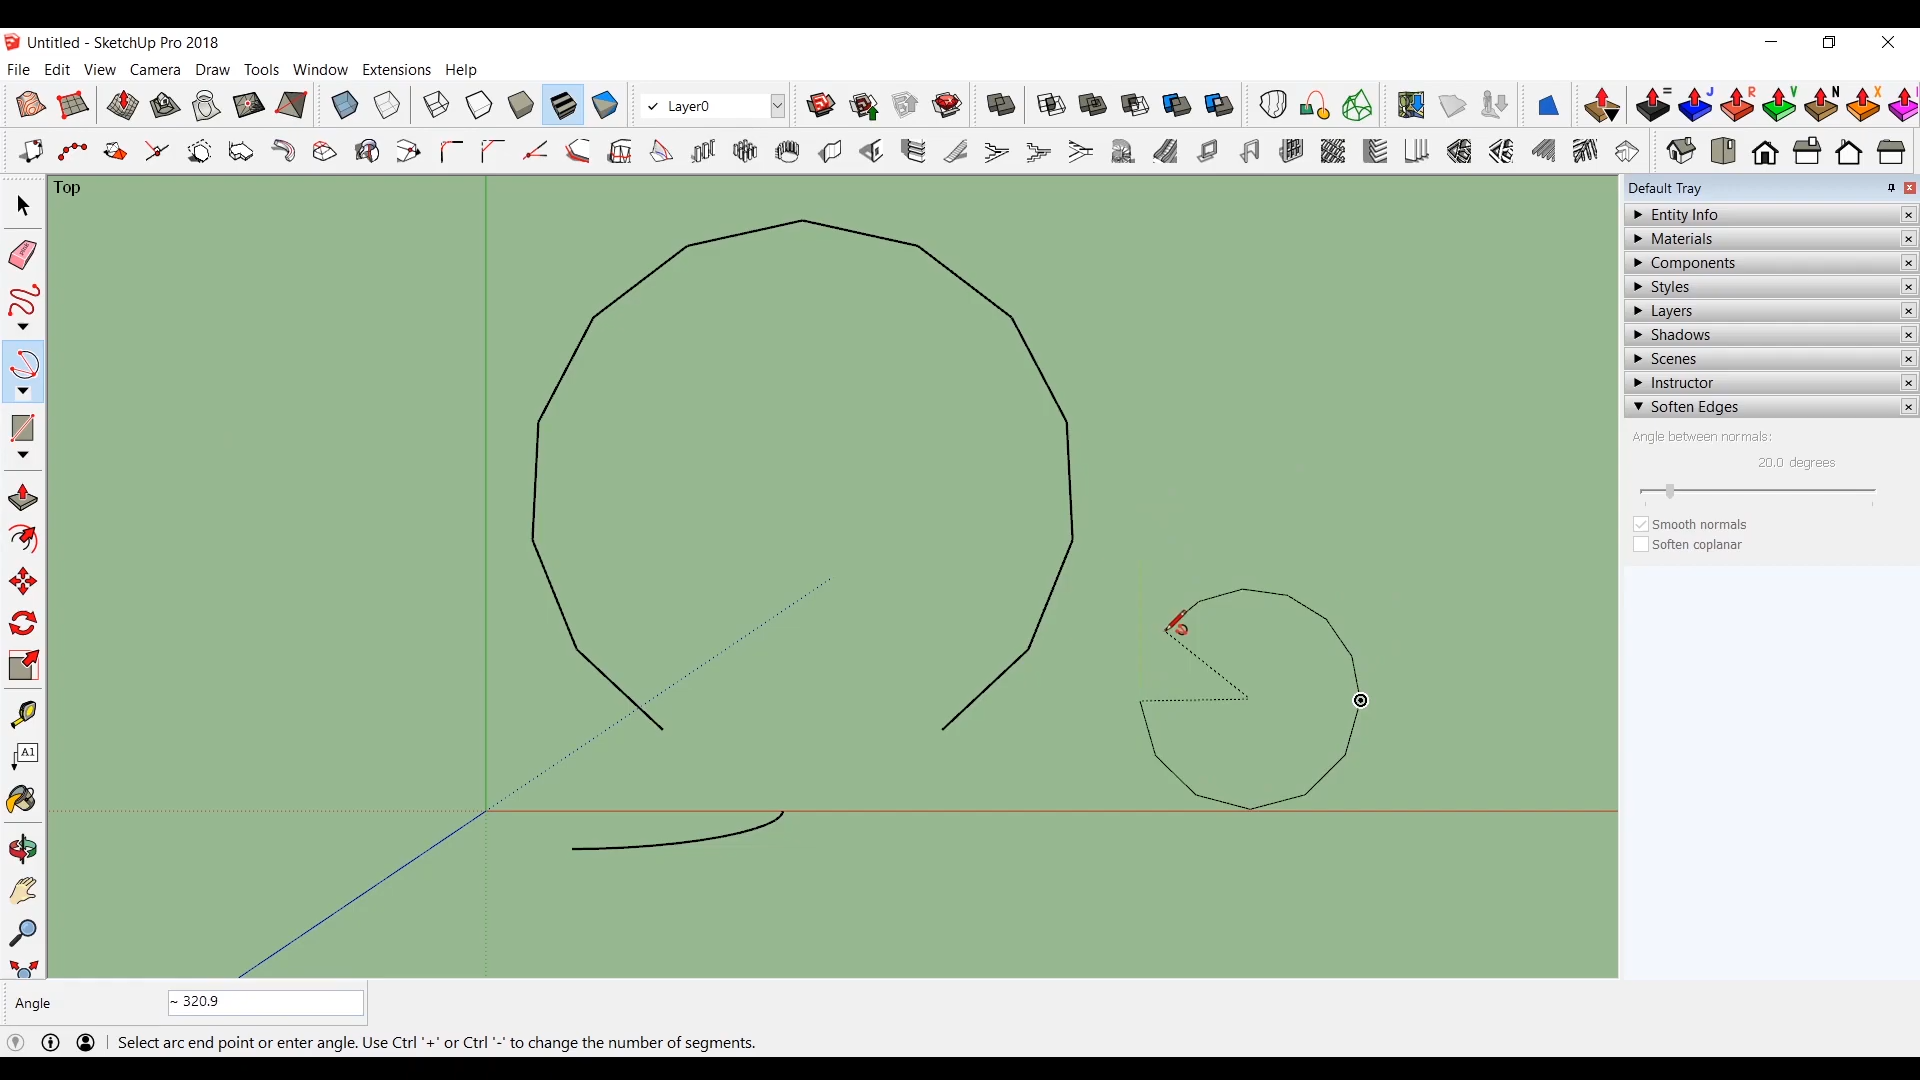 Untitled - SketchUp Pro 2018
File Edit View Camera Draw Tools Window Extensions Help
Layer0
= J R V N X
Top
Default Tray
Entity Info
Materials
Components
Styles
Layers
Shadows
Scenes
Instructor
Soften Edges
Angle between normals:
20.0 degrees
Smooth normals
Soften coplanar
A1
Angle ~ 320.9
Select arc end point or enter angle. Use Ctrl '+' or Ctrl '-' to change the number of segments.